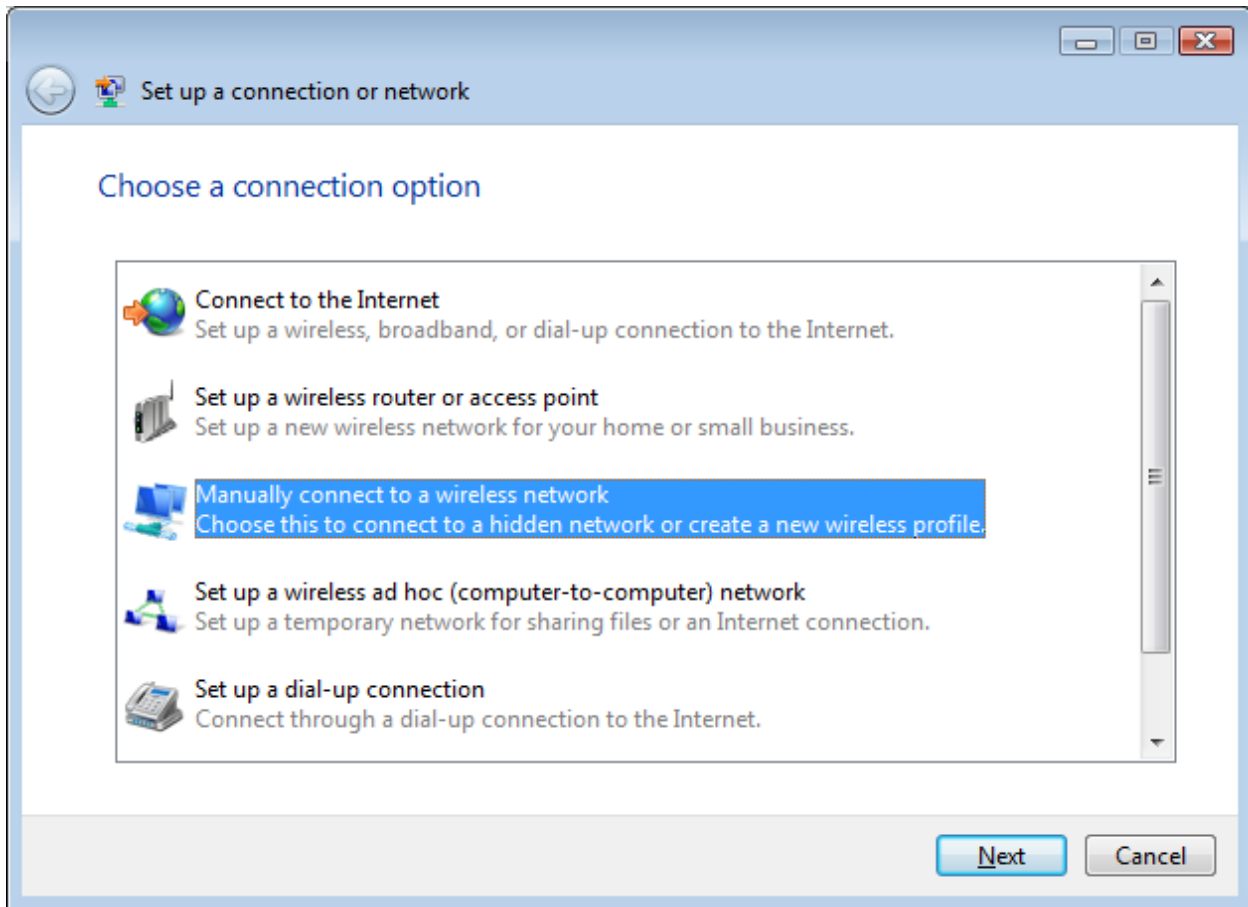 Set up a connection or network
Choose a connection option
Connect to the Internet
Set up a wireless, broadband, or dial-up connection to the Internet.
Set up a wireless router or access point
Set up a new wireless network for your home or small business.
Manually connect to a wireless network
Choose this to connect to a hidden network or create a new wireless profile.
Set up a wireless ad hoc (computer-to-computer) network
Set up a temporary network for sharing files or an Internet connection.
Set up a dial-up connection
Connect through a dial-up connection to the Internet.
Next Cancel